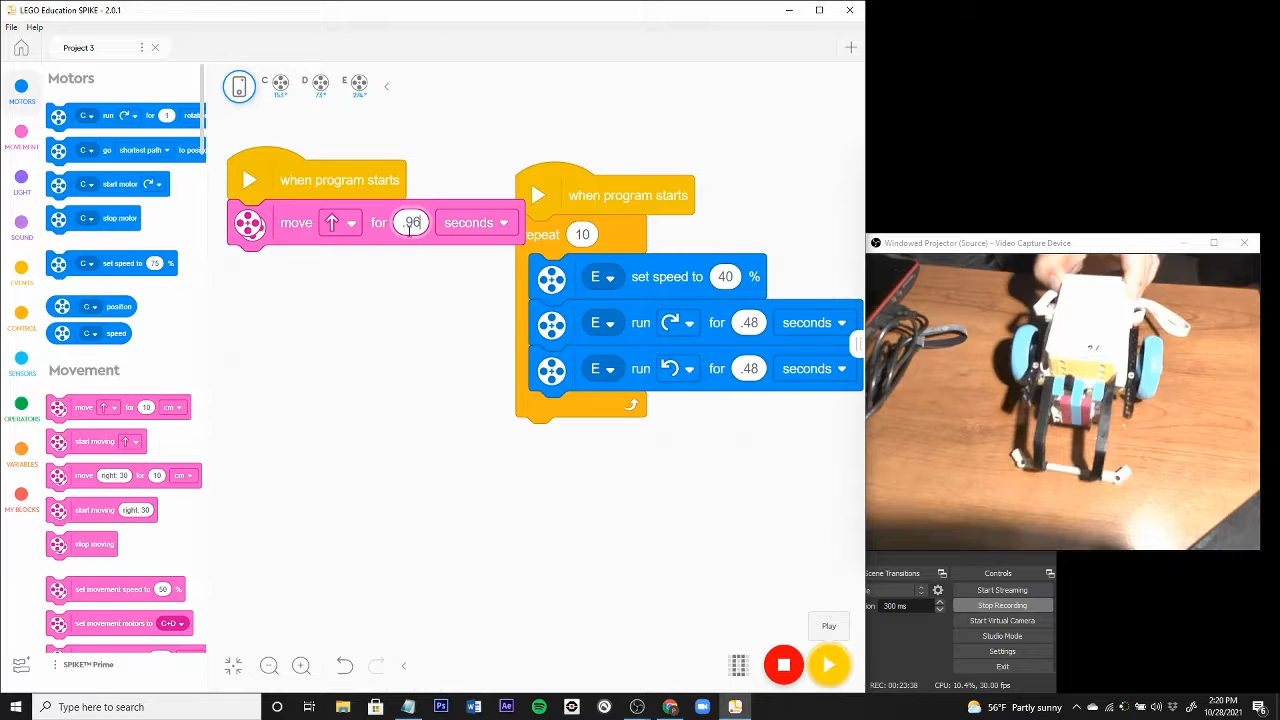 LEGO Education SPIKE - 2.0.1
File Help
Project 3
C D E
153° 73° 274°
Motors
MOTORS
MOVEMENT
LIGHT
SOUND
EVENTS
CONTROL
SENSORS
OPERATORS
VARIABLES
MY BLOCKS
C run for 1
C go shortest path
C start motor
C stop motor
C set speed to 75 %
C position
C speed
Movement
move for 10 cm
start moving
move right: 30 for 10 cm
start moving right: 30
stop moving
set movement speed to 50 %
set movement motors to C+D
when program starts
move for .96 seconds
when program starts
repeat 10
E set speed to 40 %
E run for .48 seconds
E run for .48 seconds
Play
SPIKE™ Prime
Windowed Projector (Source) - Video Capture Device
Scene Transitions
300 ms
Controls
Start Streaming
Stop Recording
Start Virtual Camera
Studio Mode
Settings
Exit
REC: 00:23:38 CPU: 10.4%, 30.00 fps
Type here to search
Ps
Ae
56°F Partly sunny
2:20 PM
10/28/2021